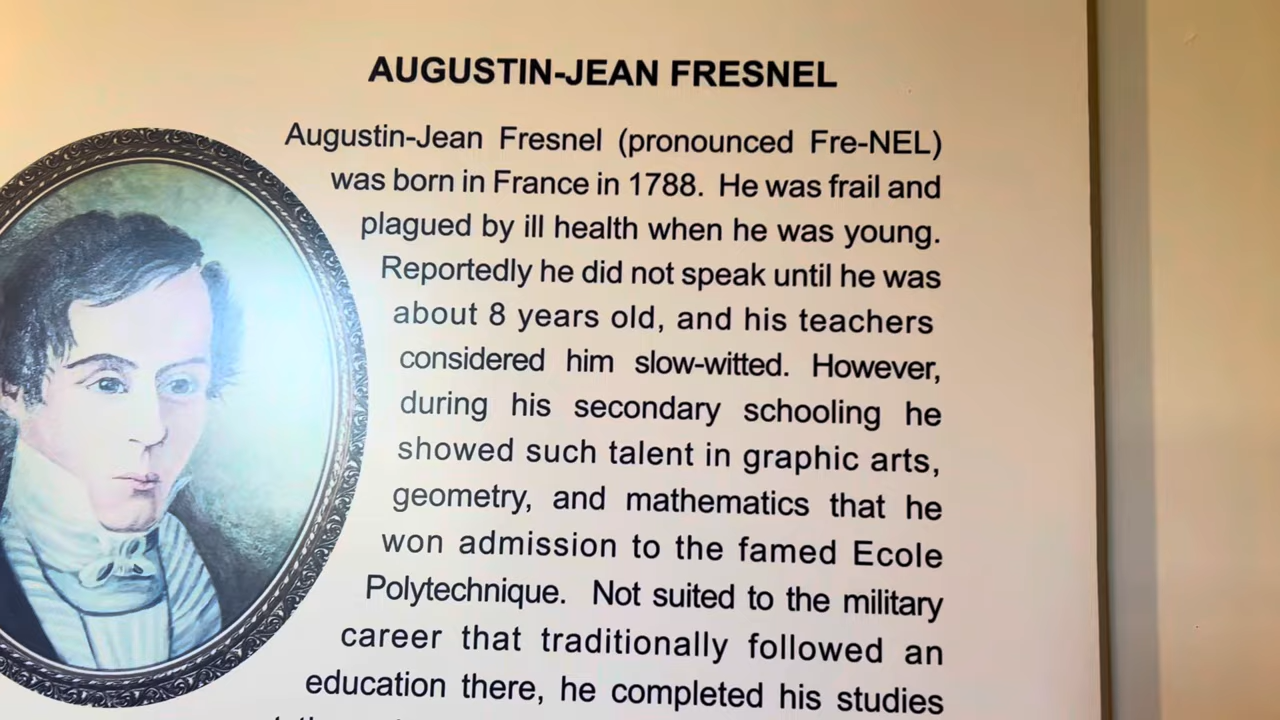 AUGUSTIN-JEAN FRESNEL
Augustin-Jean Fresnel (pronounced Fre-NEL)
was born in France in 1788. He was frail and
plagued by ill health when he was young.
Reportedly he did not speak until he was
about 8 years old, and his teachers
considered him slow-witted. However,
during his secondary schooling he
showed such talent in graphic arts,
geometry, and mathematics that he
won admission to the famed Ecole
Polytechnique. Not suited to the military
career that traditionally followed an
education there, he completed his studies